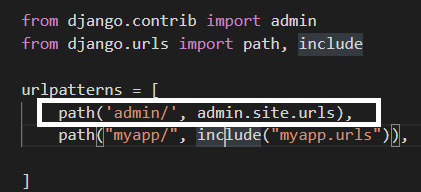 from django.contrib import admin
from django.urls import path, include
urlpatterns = [
path('admin/', admin.site.urls),
path("myapp/", include("myapp.urls")),
]